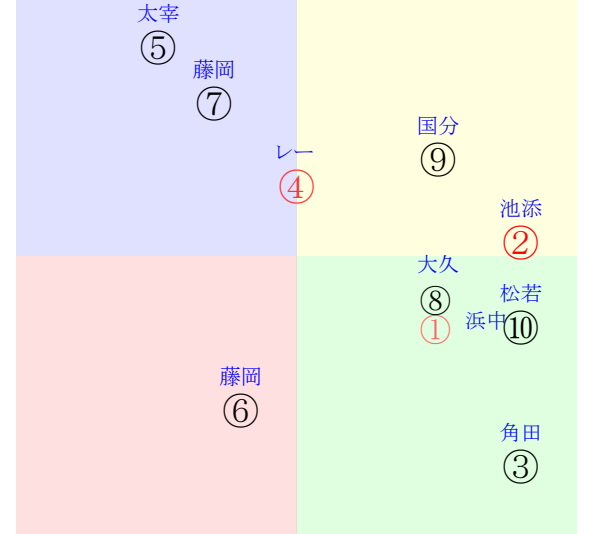 太宰
⑤
藤岡
⑦
国分
⑨
レー
④
池添
②
大久
⑧
松若
⑩
浜中
①
藤岡
⑥
角田
③